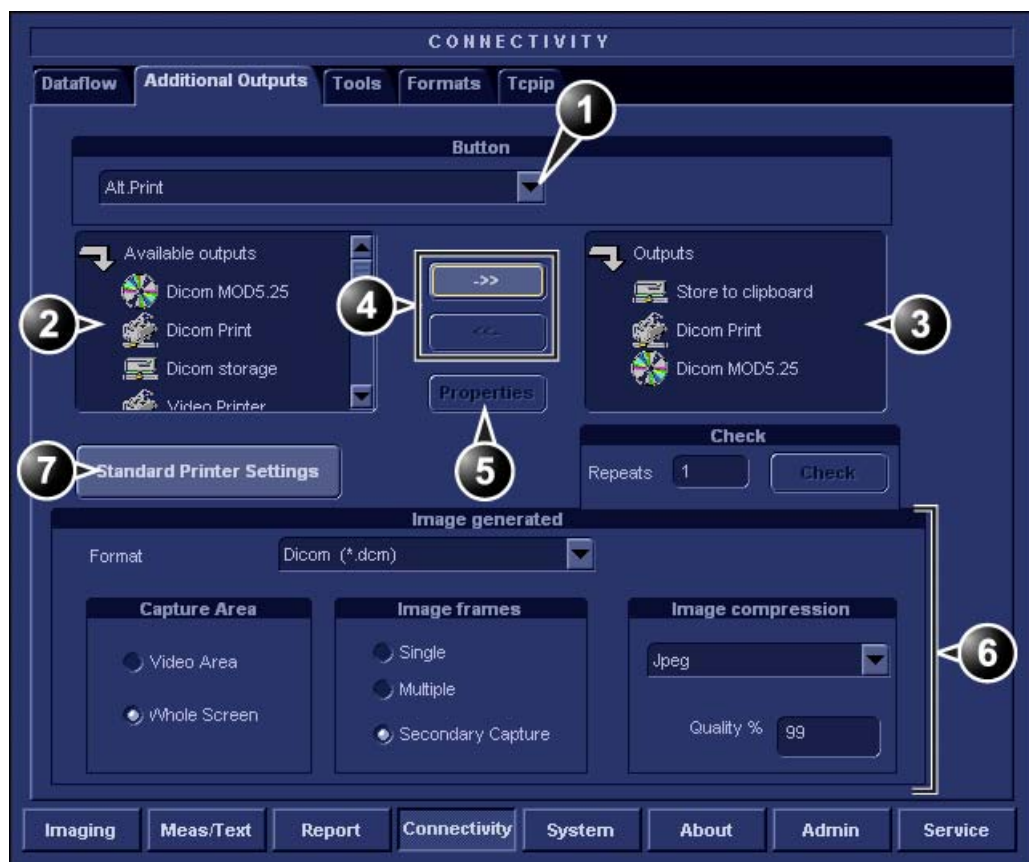 CONNECTIVITY
Dataflow Additional Outputs Tools Formats Tcpip
1
Button
Alt.Print
Available outputs
Dicom MOD5.25
Dicom Print
Dicom storage
Video Printer
2
4
->>
<<-
Properties
5
Outputs
Store to clipboard
Dicom Print
Dicom MOD5.25
3
7
Standard Printer Settings
Check
Repeats 1 Check
Image generated
Format Dicom (*.dcm)
Capture Area
Video Area
Whole Screen
Image frames
Single
Multiple
Secondary Capture
Image compression
Jpeg
Quality % 99
6
Imaging Meas/Text Report Connectivity System About Admin Service